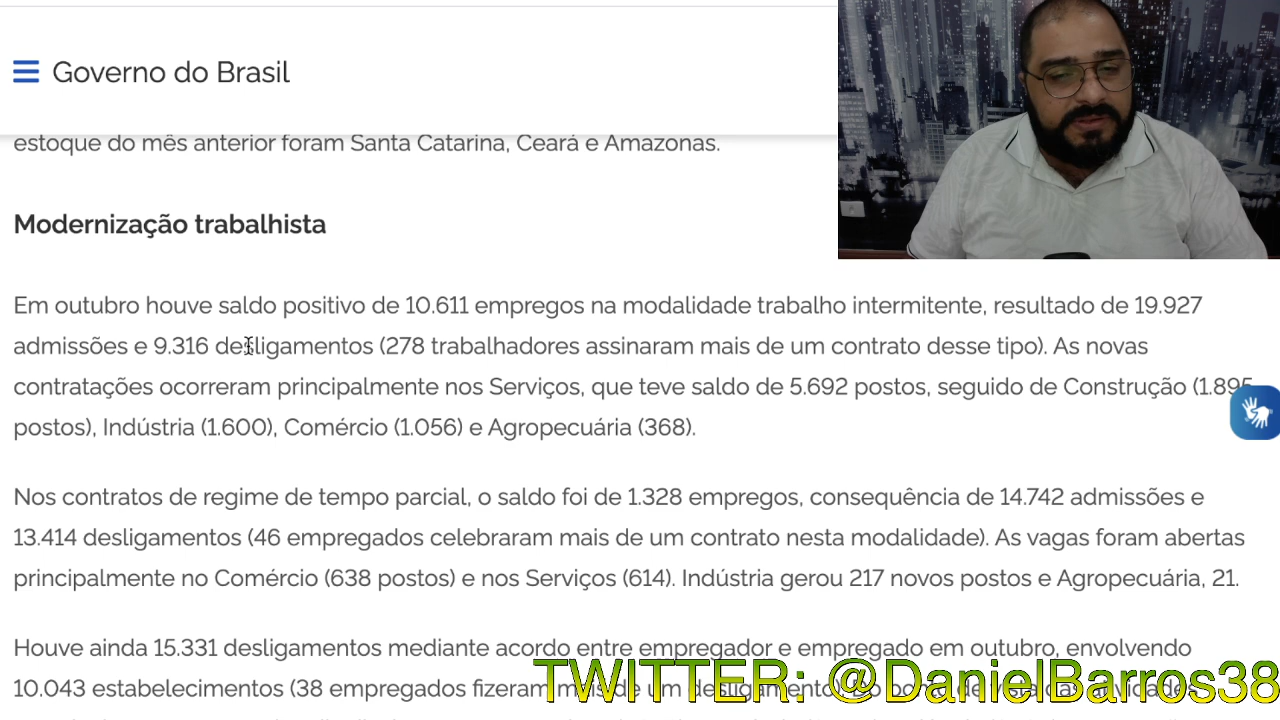 Governo do Brasil
estoque do mês anterior foram Santa Catarina, Ceará e Amazonas.
Modernização trabalhista
Em outubro houve saldo positivo de 10.611 empregos na modalidade trabalho intermitente, resultado de 19.927
admissões e 9.316 desligamentos (278 trabalhadores assinaram mais de um contrato desse tipo). As novas
contratações ocorreram principalmente nos Serviços, que teve saldo de 5.692 postos, seguido de Construção (1.895
postos), Indústria (1.600), Comércio (1.056) e Agropecuária (368).
Nos contratos de regime de tempo parcial, o saldo foi de 1.328 empregos, consequência de 14.742 admissões e
13.414 desligamentos (46 empregados celebraram mais de um contrato nesta modalidade). As vagas foram abertas
principalmente no Comércio (638 postos) e nos Serviços (614). Indústria gerou 217 novos postos e Agropecuária, 21.
Houve ainda 15.331 desligamentos mediante acordo entre empregador e empregado em outubro, envolvendo
10.043 estabelecimentos (38 empregados fizeram mais de um desligamento).
TWITTER: @DanielBarros38